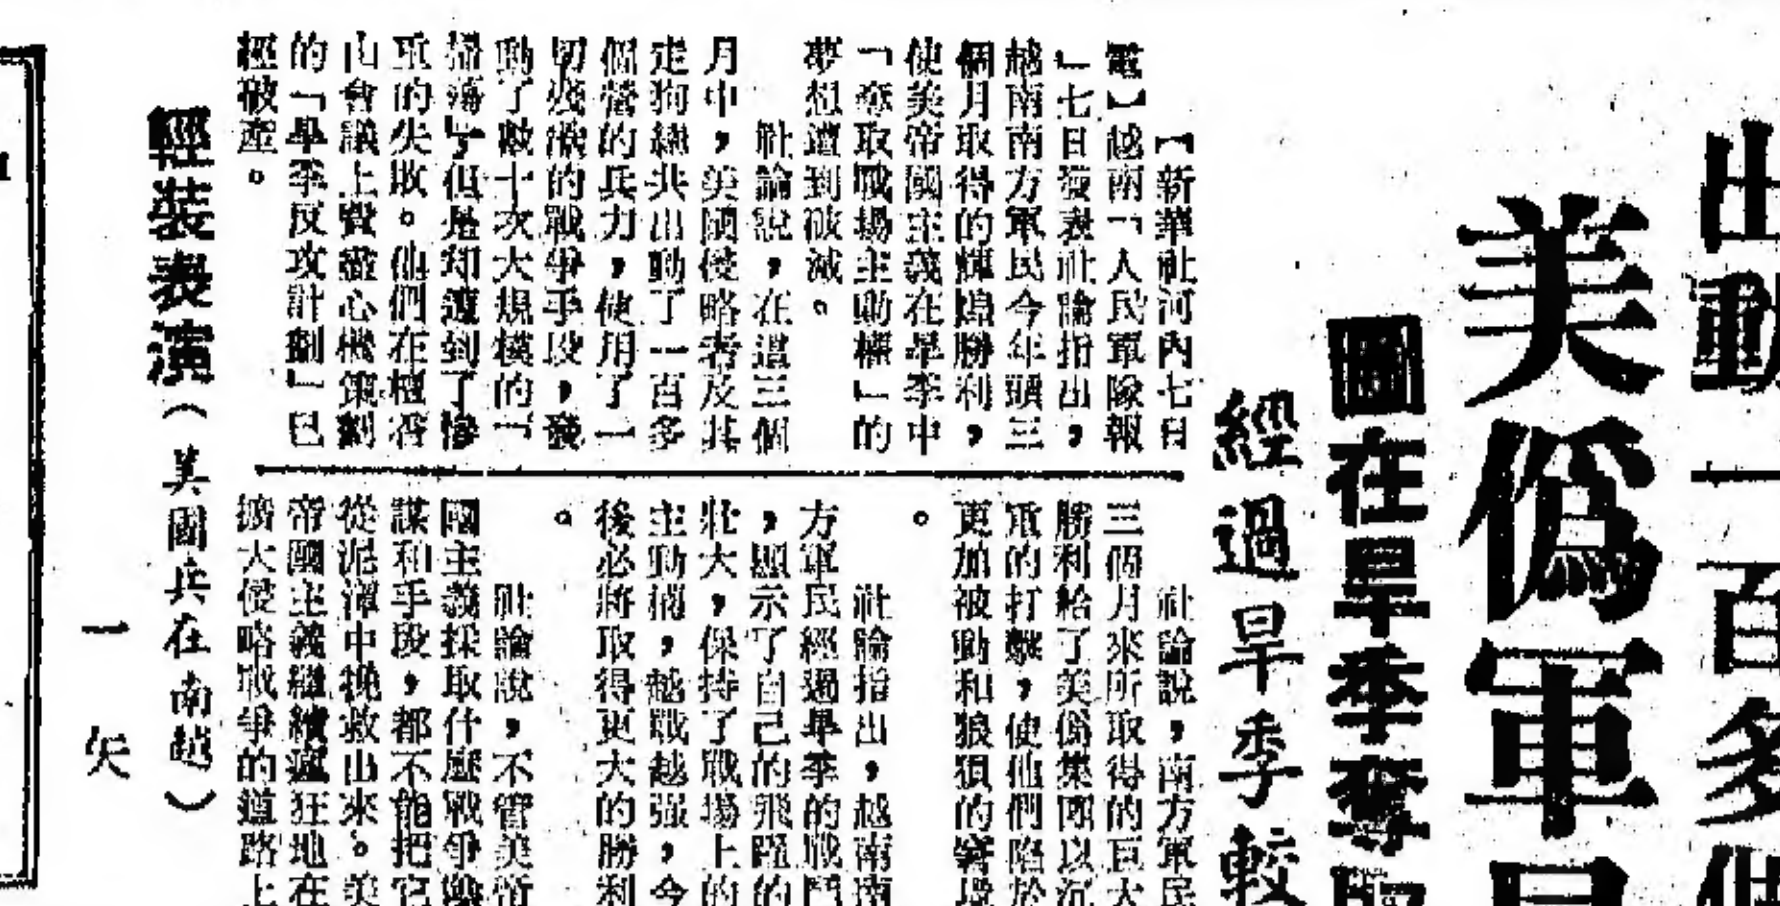 出動一百多個
美偽軍
圖在旱季奪
經過旱季較
【新華社河內七日
電】越南「人民軍隊報
」七日發表社論指出，
越南南方軍民今年頭三
個月取得的輝煌勝利，
使美帝國主義在旱季中
「奪取戰場主動權」的
夢想遭到破滅。
社論說，在這三個
月中，美國侵略者及其
走狗總共出動了一百多
個營的兵力，使用了一
切殘酷的戰爭手段，發
動了數十次大規模的「
掃蕩」但是却遭到了慘
重的失敗。他們在檀香
山會議上費盡心機策劃
的「旱季反攻計劃」已
經破產。
社論說，南方軍民
三個月來所取得的巨大
勝利給了美偽集團以沉
重的打擊，使他們陷於
更加被動和狼狽的窘境
。
社論指出，越南南
方軍民經過旱季的戰鬥
，顯示了自己的飛躍的
壯大，保持了戰場上的
主動權，越戰越强，今
後必將取得更大的勝利
。
社論說，不管美帝
國主義採取什麼戰爭
謀和手段，都不能把它
從泥潭中挽救出來。美
帝國主義繼續瘋狂地在
擴大侵略戰爭的道路上
輕裝表演（美國兵在南越）
一矢